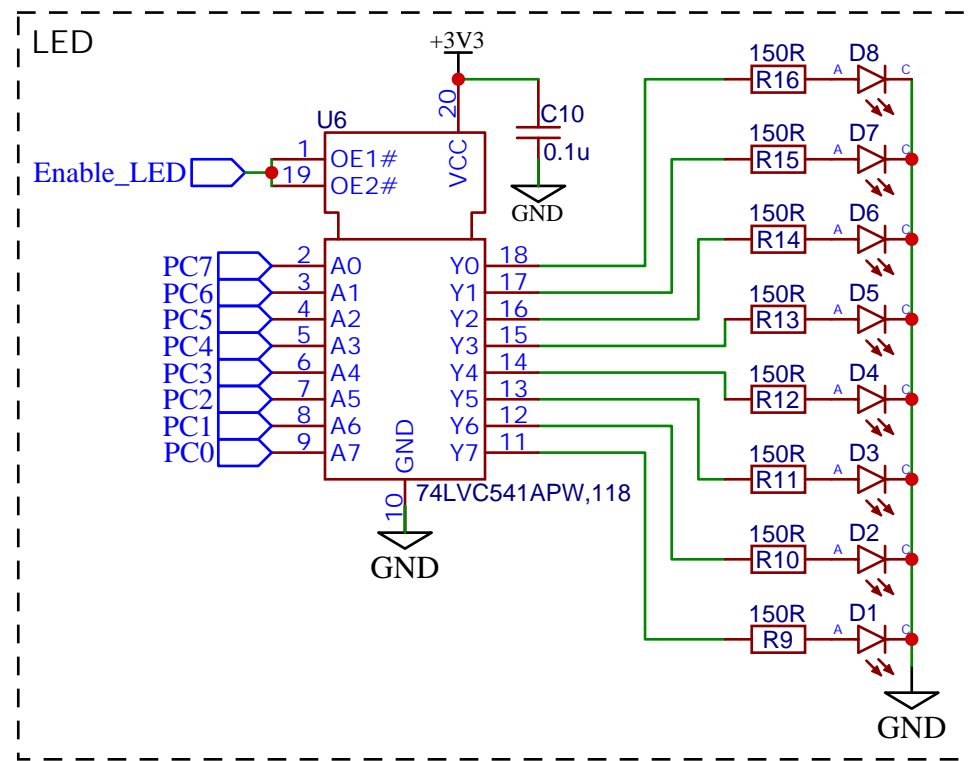 LED
+3V3
20
C10
0.1u
GND
U6
1
OE1#
19
OE2#
VCC
Enable_LED
PC7
2
A0
Y0
18
PC6
3
A1
Y1
17
PC5
4
A2
Y2
16
PC4
5
A3
Y3
15
PC3
6
A4
Y4
14
PC2
7
A5
Y5
13
PC1
8
A6
Y6
12
PC0
9
A7
Y7
11
GND
10
74LVC541APW,118
GND
150R
R16
A
D8
C
150R
R15
A
D7
C
150R
R14
A
D6
C
150R
R13
A
D5
C
150R
R12
A
D4
C
150R
R11
A
D3
C
150R
R10
A
D2
C
150R
R9
A
D1
C
GND